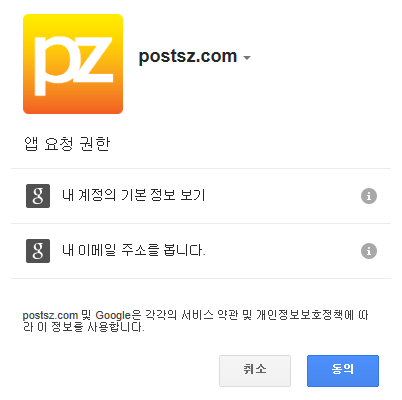 pz
postsz.com
앱 요청 권한
g 내 계정의 기본 정보 보기 i
g 내 이메일 주소를 봅니다. i
postsz.com 및 Google은 각각의 서비스 약관 및 개인정보보호정책에 따
라 이 정보를 사용합니다.
취소 동의